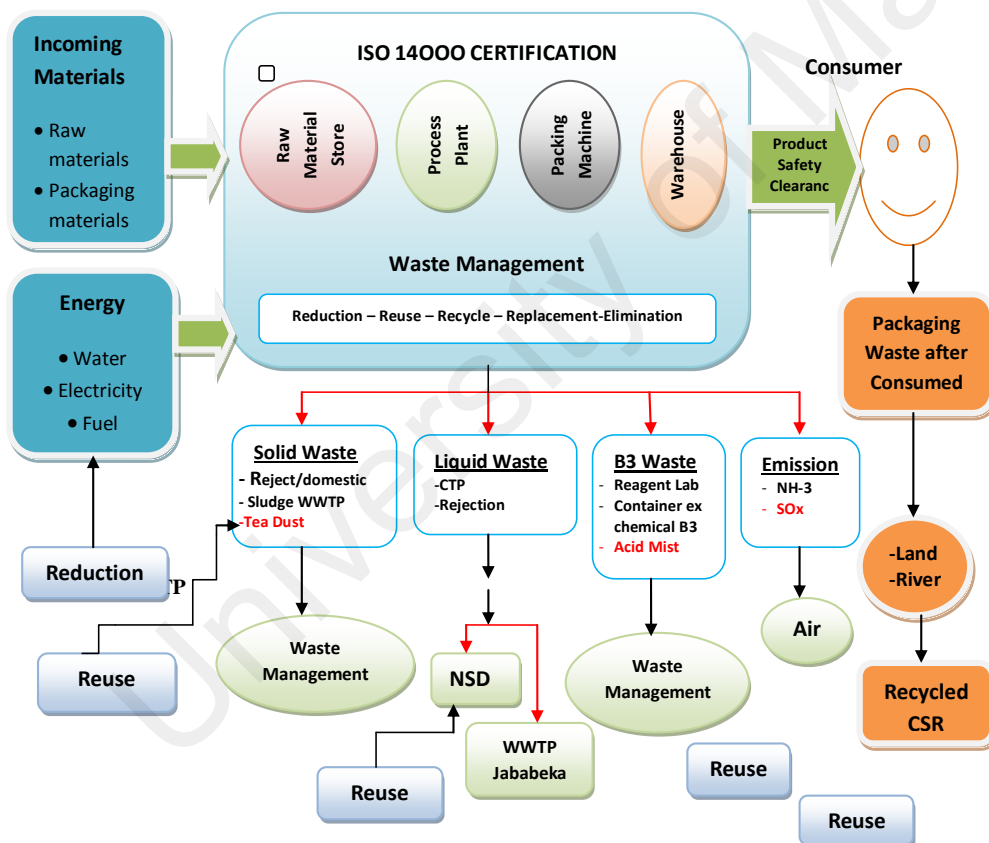 Incoming
Materials
• Raw
materials
• Packaging
materials
ISO 14OOO CERTIFICATION
Raw
Material
Store
Process
Plant
Packing
Machine
Warehouse
Waste Management
Reduction – Reuse – Recycle – Replacement-Elimination
Product
Safety
Clearanc
Consumer
Energy
• Water
• Electricity
• Fuel
Packaging
Waste after
Consumed
Solid Waste
- Reject/domestic
-Sludge WWTP
-Tea Dust
Liquid Waste
-CTP
-Rejection
B3 Waste
- Reagent Lab
- Container ex
chemical B3
- Acid Mist
Emission
- NH-3
- SOx
-Land
-River
Reduction
TP
Reuse
Waste
Management
NSD
WWTP
Jababeka
Reuse
Waste
Management
Air
Recycled
CSR
Reuse
Reuse
University of Ma